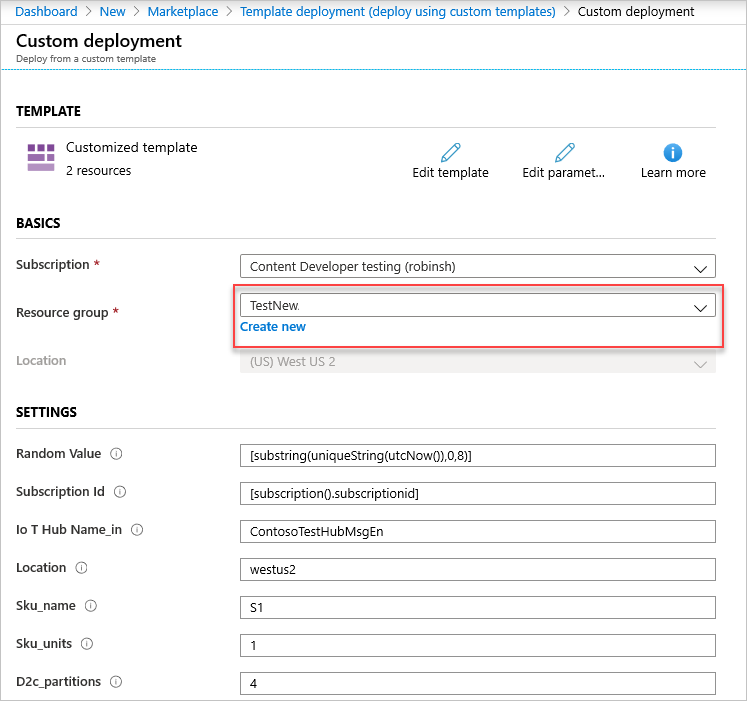 Dashboard > New > Marketplace > Template deployment (deploy using custom templates) > Custom deployment
Custom deployment
Deploy from a custom template
TEMPLATE
Customized template
2 resources
Edit template
Edit paramet...
Learn more
BASICS
Subscription *
Content Developer testing (robinsh)
Resource group *
TestNew.
Create new
Location
(US) West US 2
SETTINGS
Random Value
[substring(uniqueString(utcNow()),0,8)]
Subscription Id
[subscription().subscriptionid]
Io T Hub Name_in
ContosoTestHubMsgEn
Location
westus2
Sku_name
S1
Sku_units
1
D2c_partitions
4